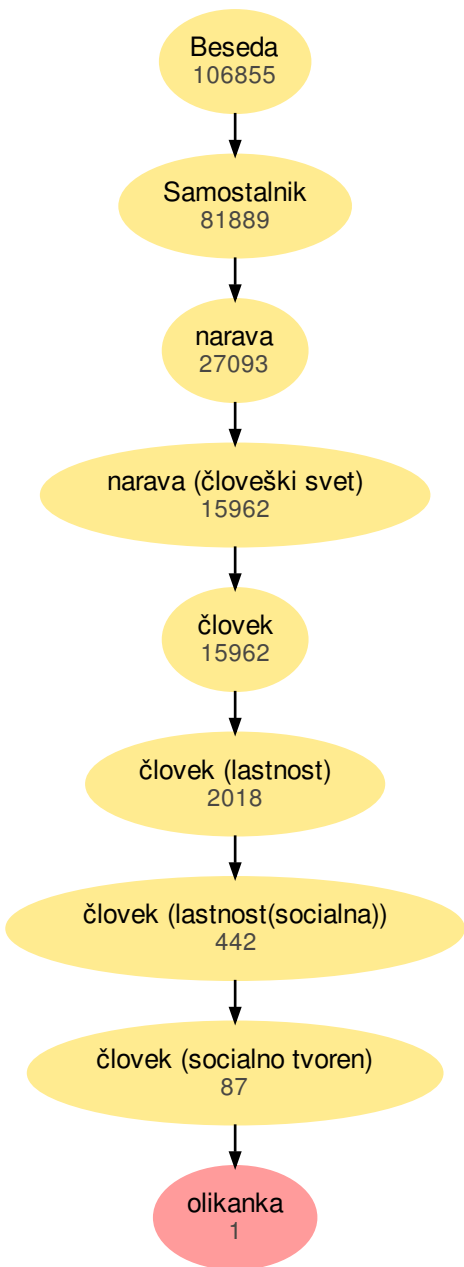 Beseda
106855
Samostalnik
81889
narava
27093
narava (človeški svet)
15962
človek
15962
človek (lastnost)
2018
človek (lastnost(socialna))
442
človek (socialno tvoren)
87
olikanka
1